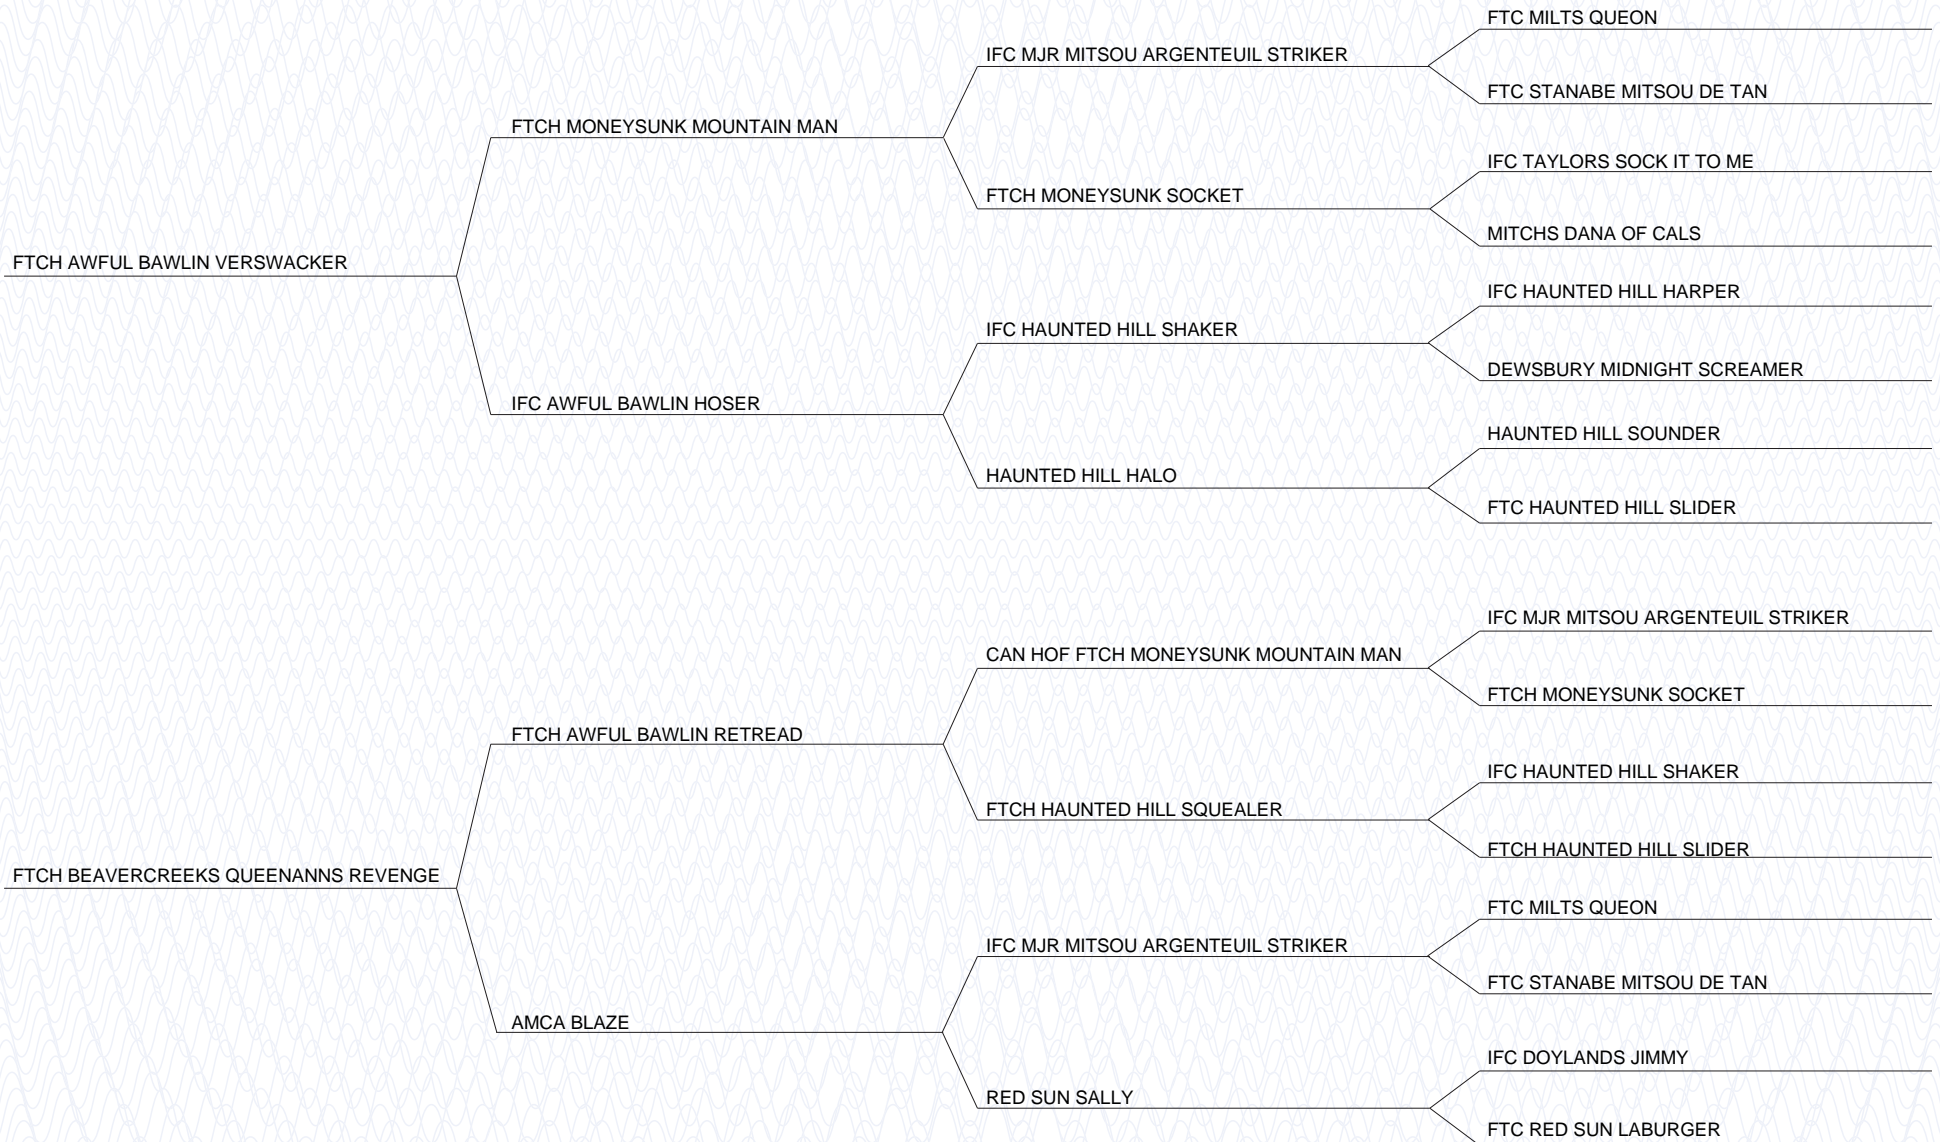 FTC MILTS QUEON
IFC MJR MITSOU ARGENTEUIL STRIKER
FTC STANABE MITSOU DE TAN
FTCH MONEYSUNK MOUNTAIN MAN
IFC TAYLORS SOCK IT TO ME
FTCH MONEYSUNK SOCKET
MITCHS DANA OF CALS
FTCH AWFUL BAWLIN VERSWACKER
IFC HAUNTED HILL HARPER
IFC HAUNTED HILL SHAKER
DEWSBURY MIDNIGHT SCREAMER
IFC AWFUL BAWLIN HOSER
HAUNTED HILL SOUNDER
HAUNTED HILL HALO
FTC HAUNTED HILL SLIDER
IFC MJR MITSOU ARGENTEUIL STRIKER
CAN HOF FTCH MONEYSUNK MOUNTAIN MAN
FTCH MONEYSUNK SOCKET
FTCH AWFUL BAWLIN RETREAD
IFC HAUNTED HILL SHAKER
FTCH HAUNTED HILL SQUEALER
FTCH HAUNTED HILL SLIDER
FTCH BEAVERCREEKS QUEENANNS REVENGE
FTC MILTS QUEON
IFC MJR MITSOU ARGENTEUIL STRIKER
FTC STANABE MITSOU DE TAN
AMCA BLAZE
IFC DOYLANDS JIMMY
RED SUN SALLY
FTC RED SUN LABURGER